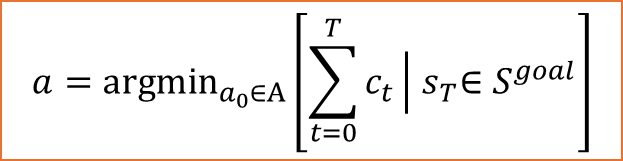 a = argmin_{a_0∈A} [ ∑_{t=0}^{T} c_t | s_T ∈ S^{goal} ]